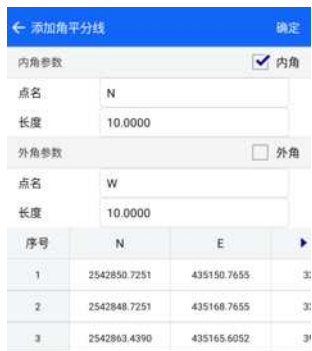 添加角平分线 确定
内角参数 内角
点名 N
长度 10.0000
外角参数 外角
点名 W
长度 10.0000
序号 N E
1 2542850.7251 435150.7655
2 2542848.7251 435168.7655
3 2542863.4390 435165.6052